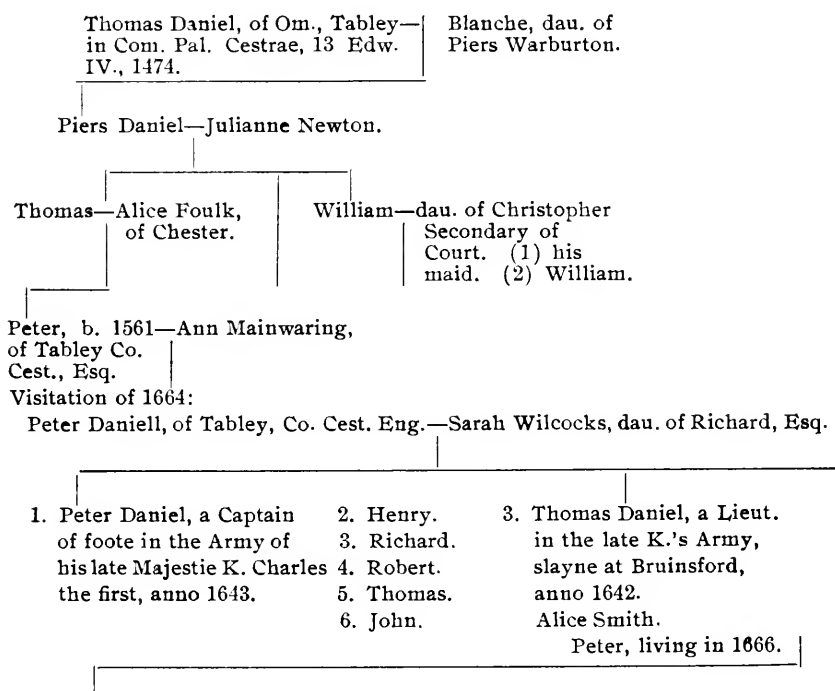 Thomas Daniel, of Om., Tabley—
in Com. Pal. Cestrae, 13 Edw.
IV., 1474.
Blanche, dau. of
Piers Warburton.
Piers Daniel—Julianne Newton.
Thomas—Alice Foulk,
of Chester.
William—dau. of Christopher
Secondary of
Court. (1) his
maid. (2) William.
Peter, b. 1561—Ann Mainwaring,
of Tabley Co.
Cest., Esq.
Visitation of 1664:
Peter Daniell, of Tabley, Co. Cest. Eng.—Sarah Wilcocks, dau. of Richard, Esq.
1. Peter Daniel, a Captain
of foote in the Army of
his late Majestie K. Charles
the first, anno 1643.
2. Henry.
3. Richard.
4. Robert.
5. Thomas.
6. John.
3. Thomas Daniel, a Lieut.
in the late K.'s Army,
slayne at Bruinsford,
anno 1642.
Alice Smith.
Peter, living in 1666.